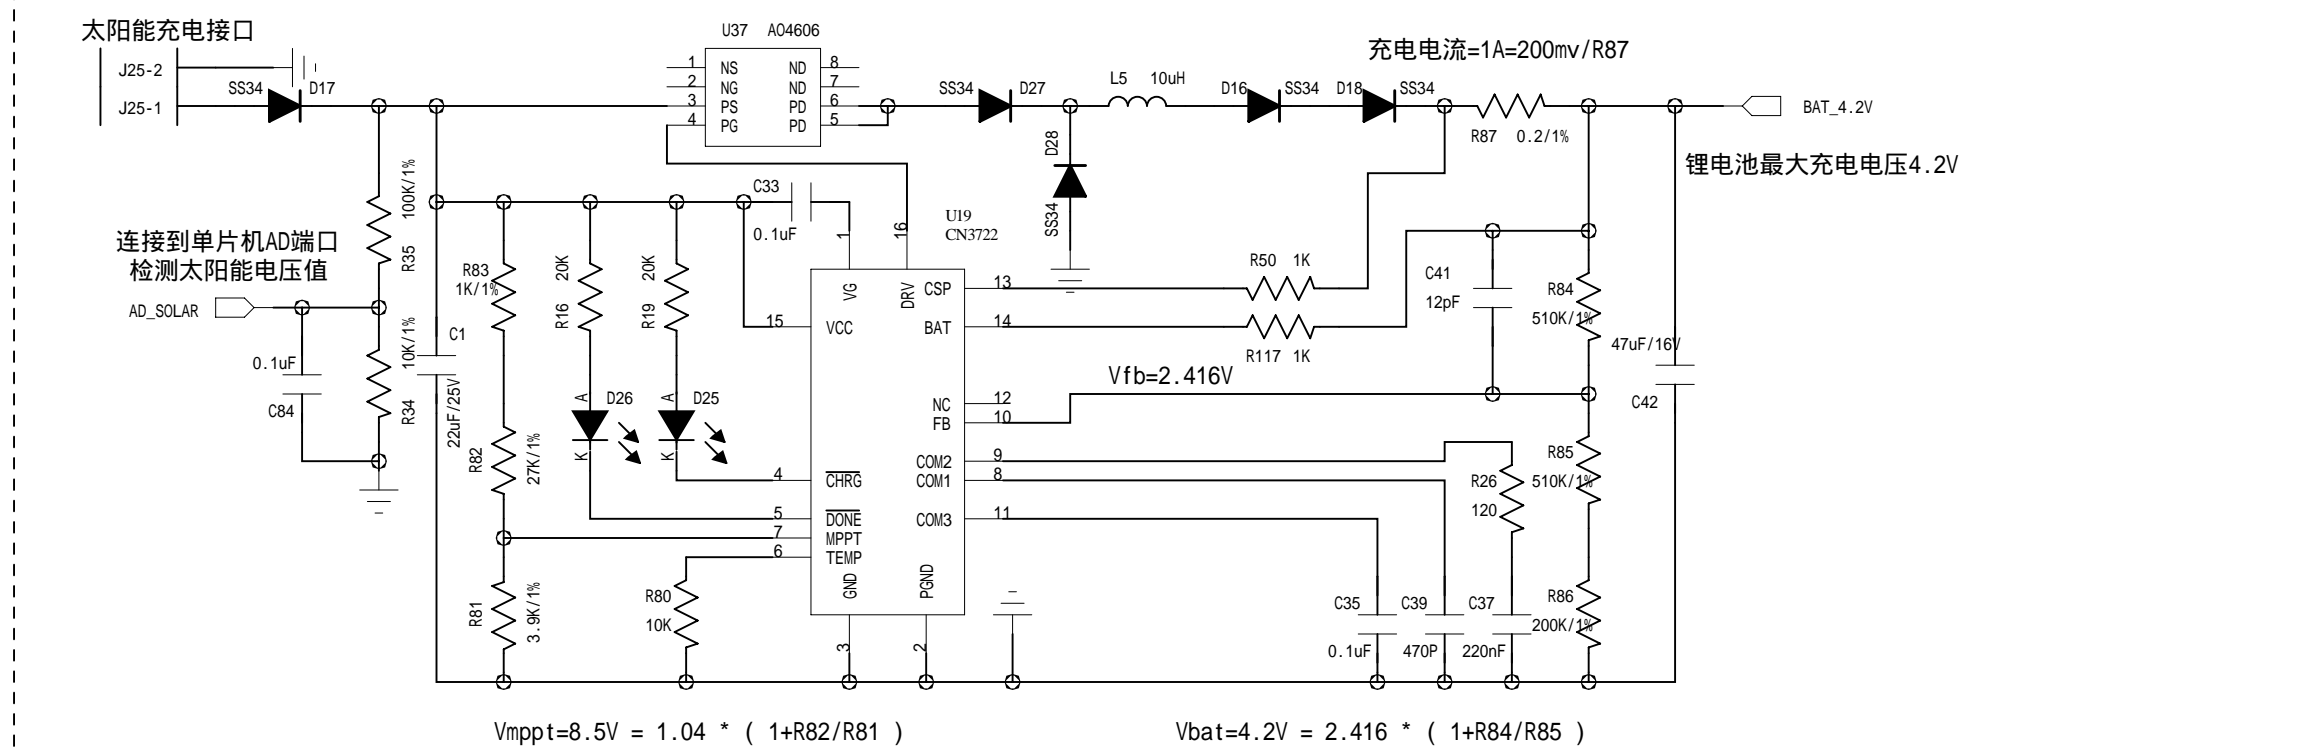 太阳能充电接口
J25-2
J25-1
SS34
D17
U37 AO4606
1 NS ND 8
2 NG ND 7
3 PS PD 6
4 PG PD 5
SS34
D27
L5 10uH
D16
SS34
D18
SS34
充电电流=1A=200mv/R87
R87 0.2/1%
BAT_4.2V
锂电池最大充电电压4.2V
D28
SS34
100K/1%
R35
连接到单片机AD端口
检测太阳能电压值
AD_SOLAR
0.1uF
C84
10K/1%
R34
C1
22uF/25V
R83
1K/1%
R82
27K/1%
R81
3.9K/1%
20K
R16
20K
R19
A
D26
K
A
D25
K
C33
0.1uF
U19
CN3722
1
VG
16
DRV
15 VCC
4 CHRG
5 DONE
7 MPPT
6 TEMP
GND
3
PGND
2
CSP 13
BAT 14
NC 12
FB 10
COM2 9
COM1 8
COM3 11
R80
10K
R50 1K
R117 1K
Vfb=2.416V
C41
12pF
R84
510K/1%
47uF/16V
C42
R85
510K/1%
R26
120
R86
200K/1%
C35
0.1uF
C39
470P
C37
220nF
Vmppt=8.5V = 1.04 * ( 1+R82/R81 )
Vbat=4.2V = 2.416 * ( 1+R84/R85 )